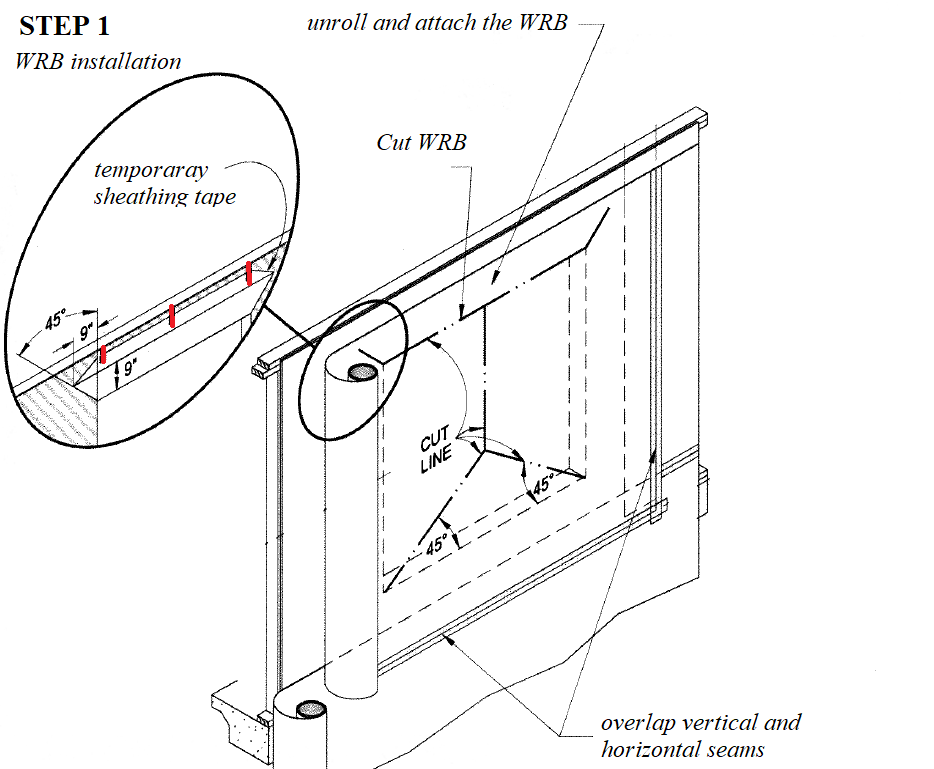 STEP 1
WRB installation
unroll and attach the WRB
Cut WRB
temporaray
sheathing tape
45°
9"
9"
CUT
LINE
45°
45°
overlap vertical and
horizontal seams